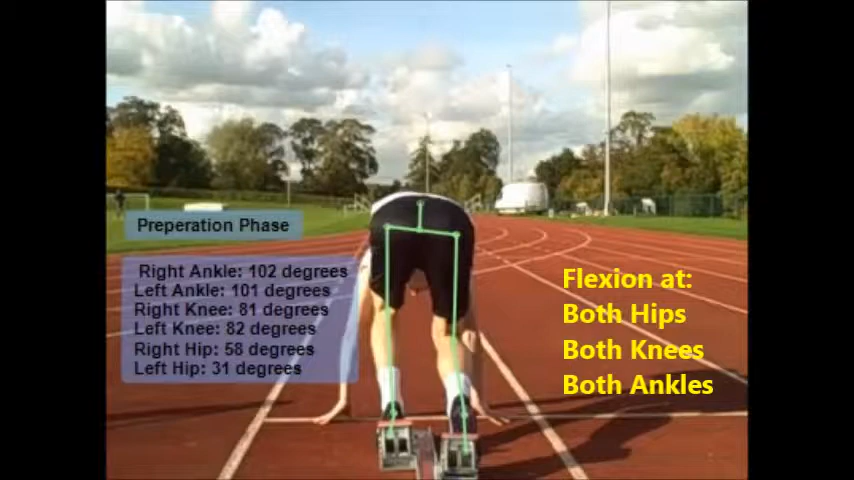 Preperation Phase
Right Ankle: 102 degrees
Left Ankle: 101 degrees
Right Knee: 81 degrees
Left Knee: 82 degrees
Right Hip: 58 degrees
Left Hip: 31 degrees
Flexion at:
Both Hips
Both Knees
Both Ankles